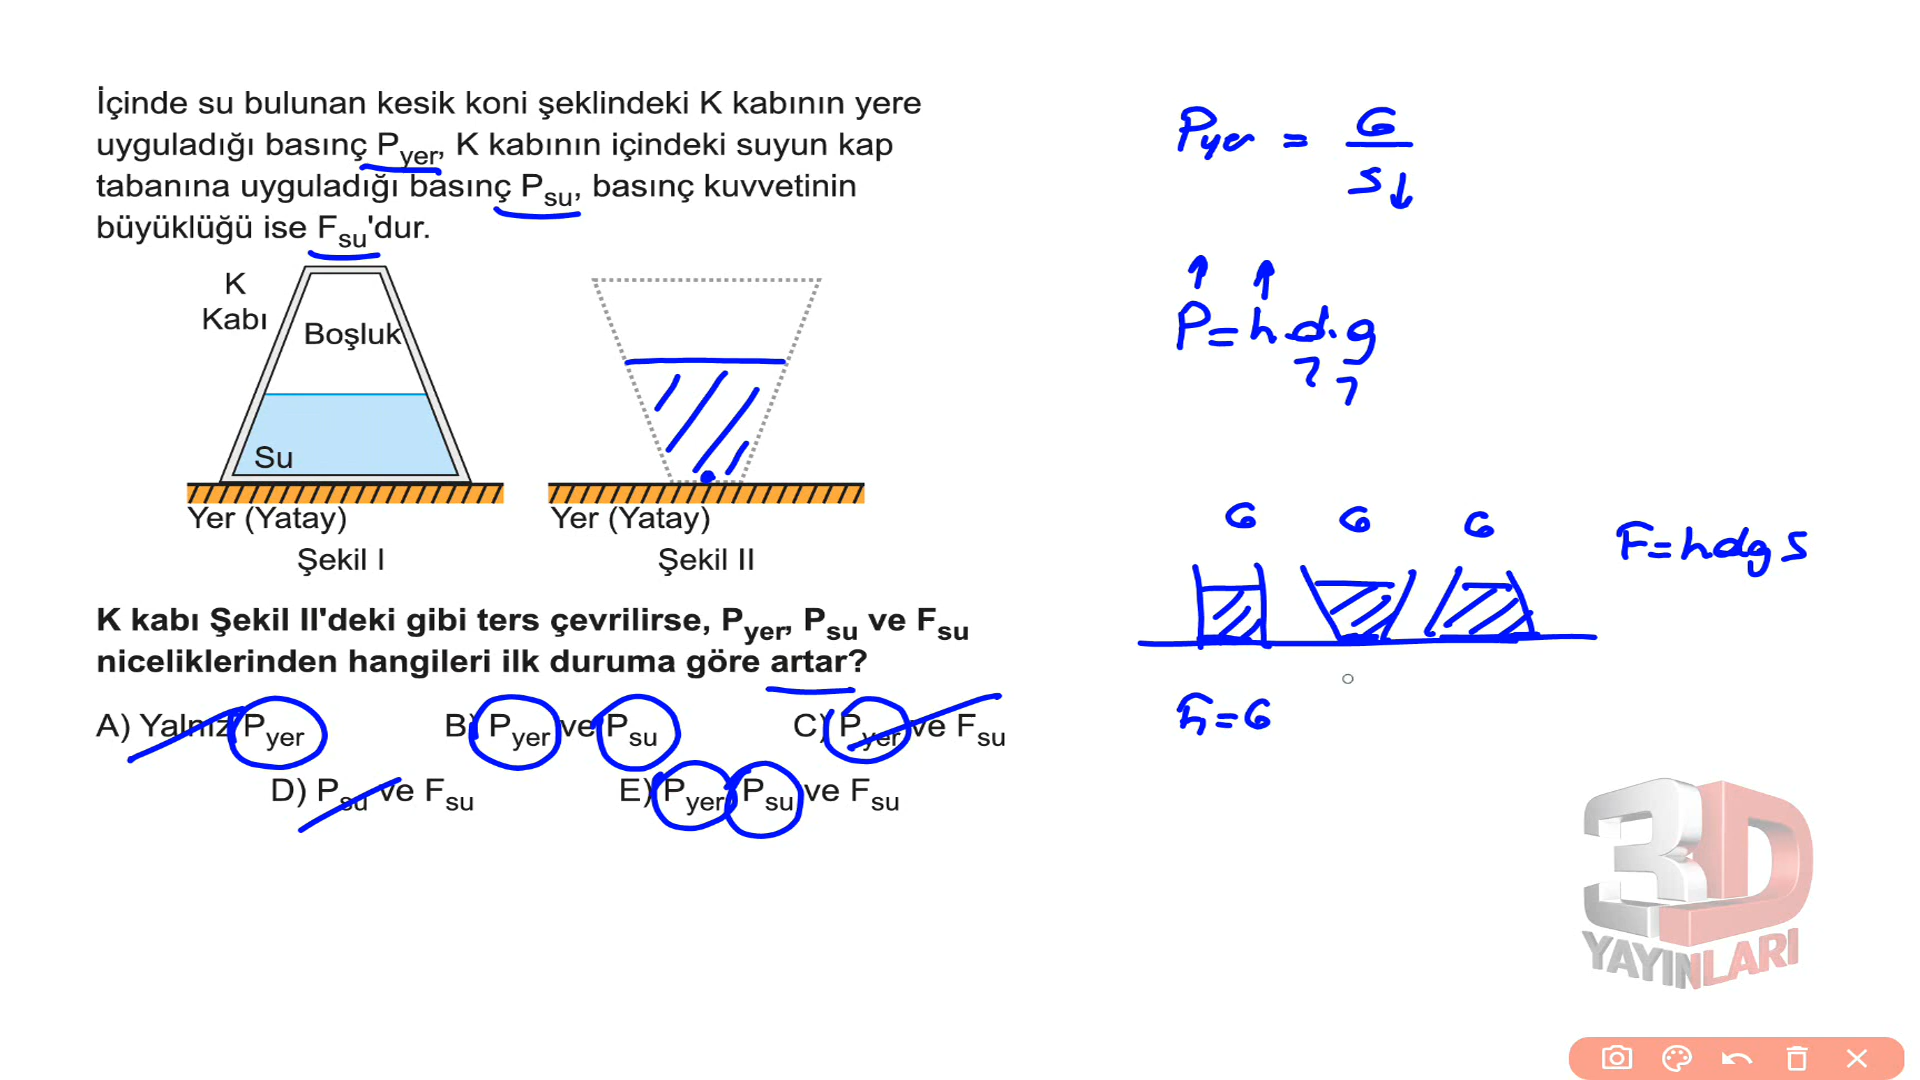 İçinde su bulunan kesik koni şeklindeki K kabının yere
uyguladığı basınç Pyer, K kabının içindeki suyun kap
tabanına uyguladığı basınç Psu, basınç kuvvetinin
büyüklüğü ise Fsu'dur.
K
Kabı
Boşluk
Su
Yer (Yatay)
Şekil I
Yer (Yatay)
Şekil II
K kabı Şekil II'deki gibi ters çevrilirse, Pyer, Psu ve Fsu
niceliklerinden hangileri ilk duruma göre artar?
A) Yalnız Pyer
B) Pyer ve Psu
C) Pyer ve Fsu
D) Psu ve Fsu
E) Pyer, Psu ve Fsu
Pyer = G
S↓
↑ ↑
P = h.d.g
G G G
F = hdg S
F1 = G
3D
YAYINLARI